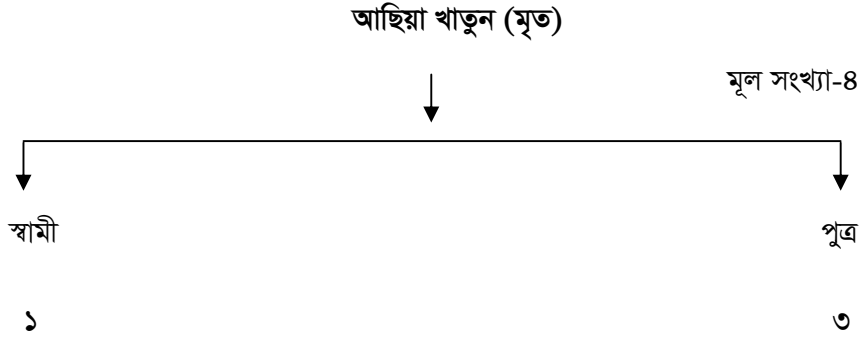 আছিয়া খাতুন (মৃত)
মূল সংখ্যা-৪
স্বামী পুত্র
১ ৩